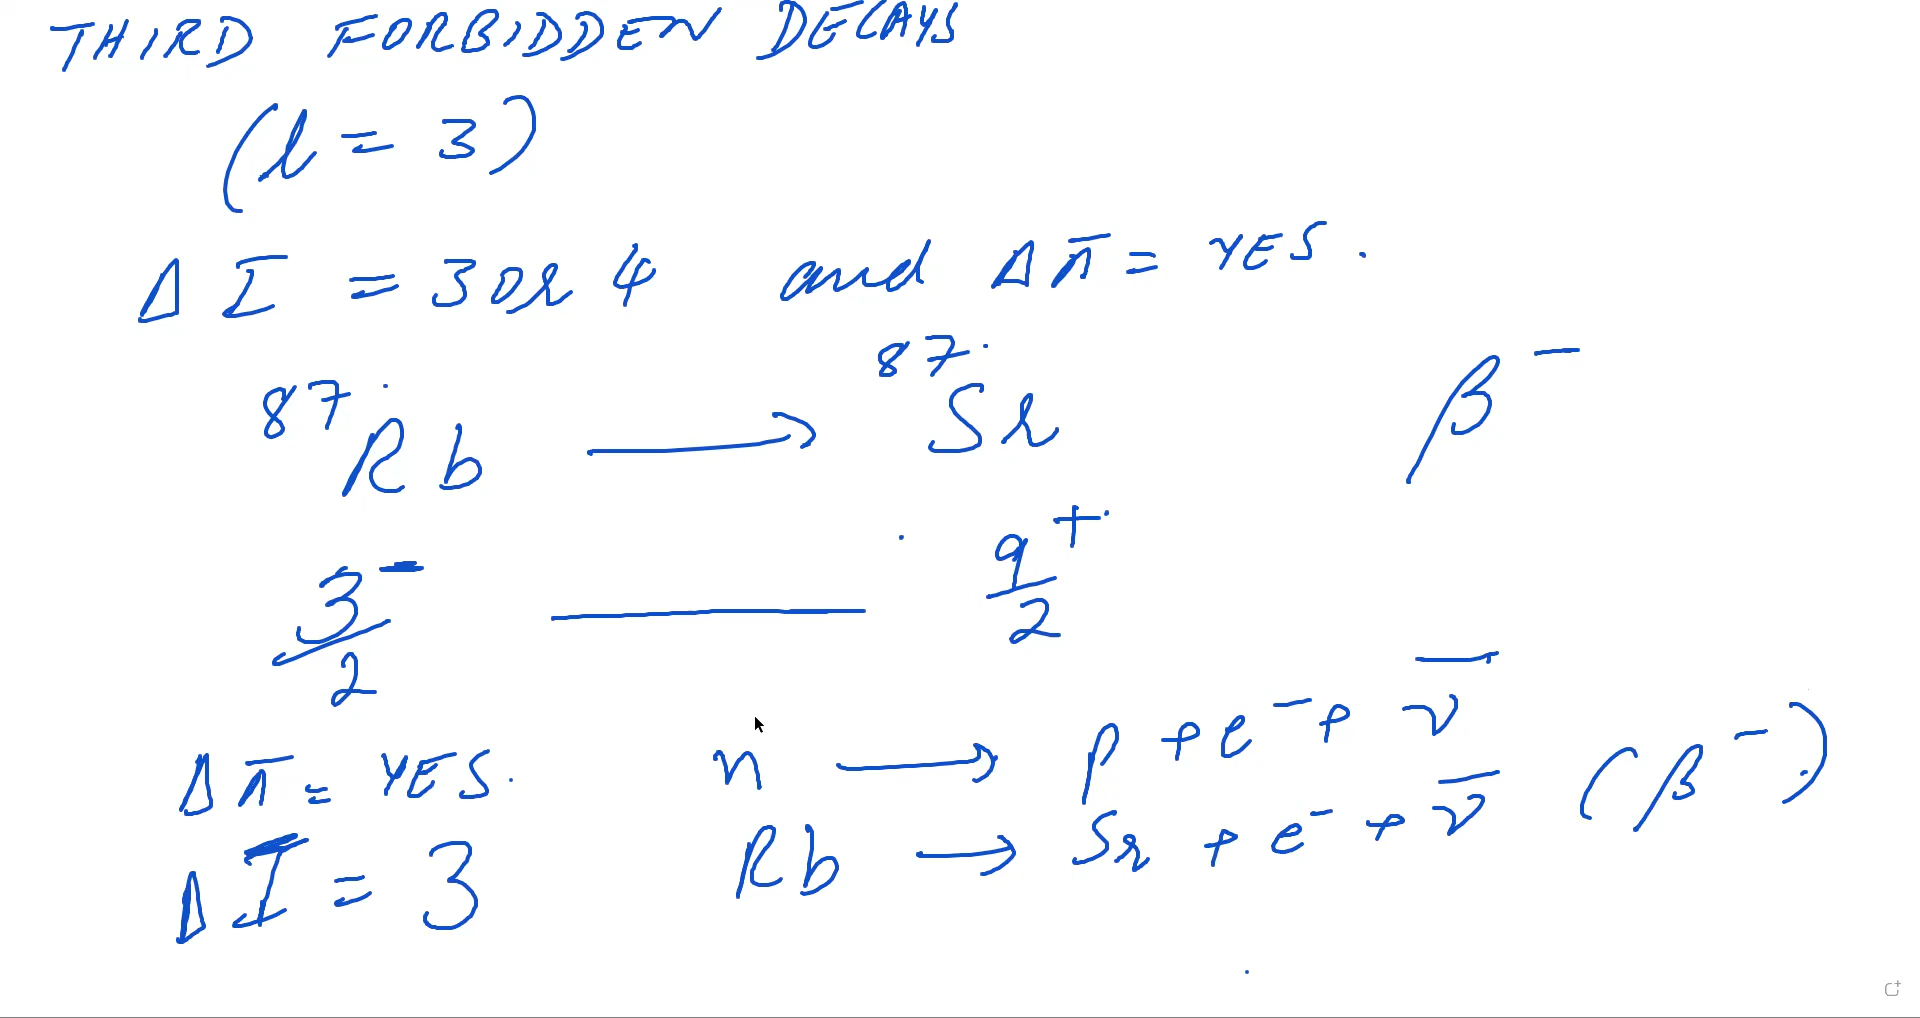 THIRD FORBIDDEN DECAYS
(l = 3)
ΔI = 3 or 4 and Δπ = YES.
⁸⁷Rb → ⁸⁷Sr β⁻
3/2⁻ — 9/2⁺
Δπ = YES. n → p + e⁻ + ν̄ (β⁻)
ΔI = 3 Rb → Sr + e⁻ + ν̄